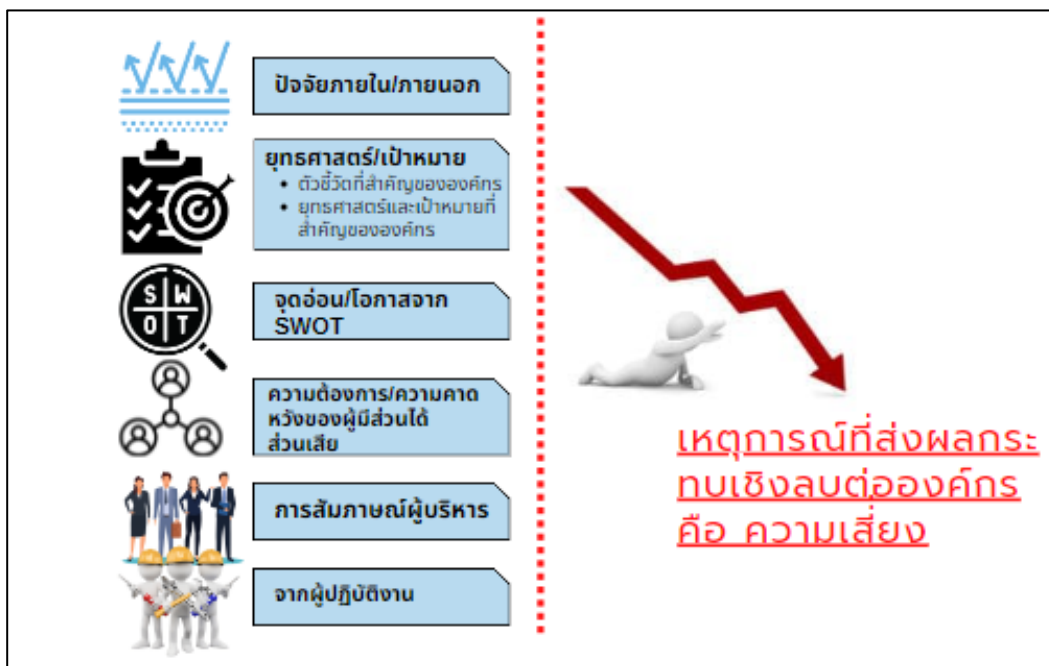 ปัจจัยภายใน/ภายนอก
ยุทธศาสตร์/เป้าหมาย
• ตัวชี้วัดที่สำคัญขององค์กร
• ยุทธศาสตร์และเป้าหมายที่
สำคัญขององค์กร
S W
O T
จุดอ่อน/โอกาสจาก
SWOT
ความต้องการ/ความคาด
หวังของผู้มีส่วนได้
ส่วนเสีย
การสัมภาษณ์ผู้บริหาร
จากผู้ปฏิบัติงาน
เหตุการณ์ที่ส่งผลกระ
ทบเชิงลบต่อองค์กร
คือ ความเสี่ยง